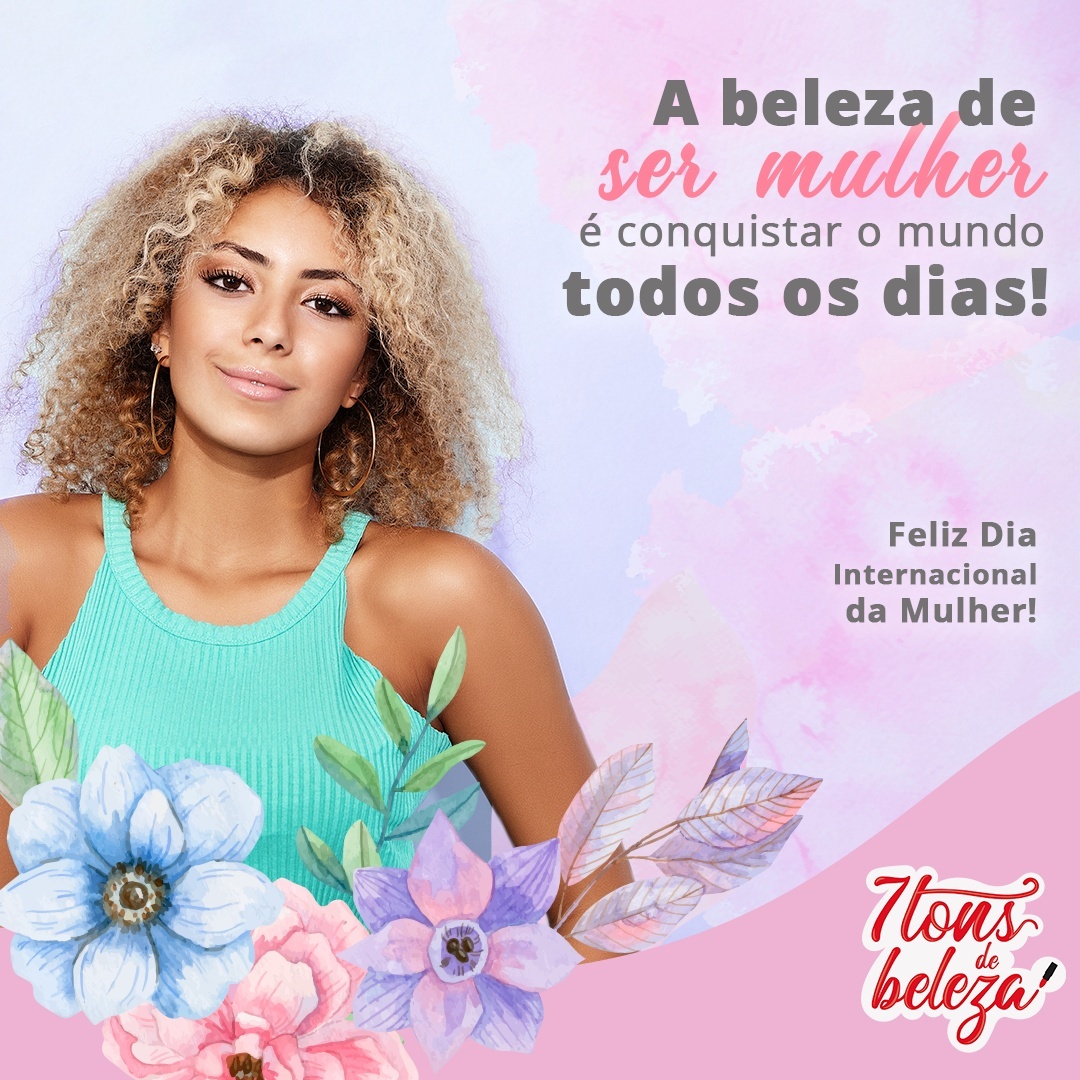 A beleza de
ser mulher
é conquistar o mundo
todos os dias!
Feliz Dia
Internacional
da Mulher!
7tons
de
beleza